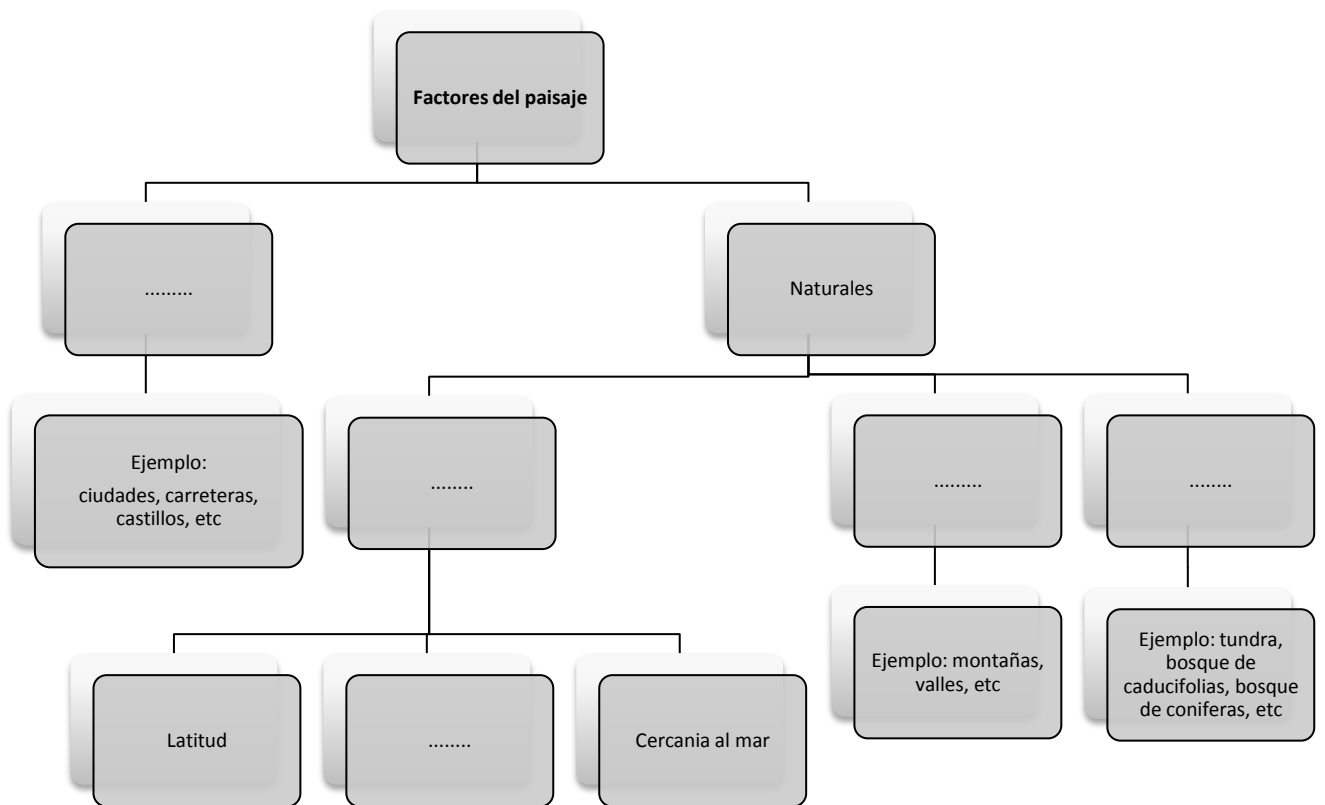 Factores del paisaje
.........
Naturales
Ejemplo:
ciudades, carreteras,
castillos, etc
........
.........
........
Ejemplo: montañas,
valles, etc
Ejemplo: tundra,
bosque de
caducifolias, bosque
de coniferas, etc
Latitud
........
Cercania al mar